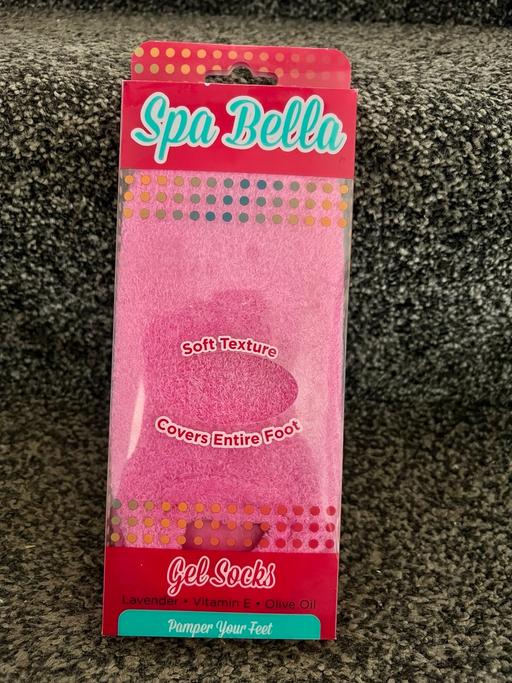 Spa Bella
Soft Texture
Covers Entire Foot
Gel Socks
Lavender • Vitamin E • Olive Oil
Pamper Your Feet